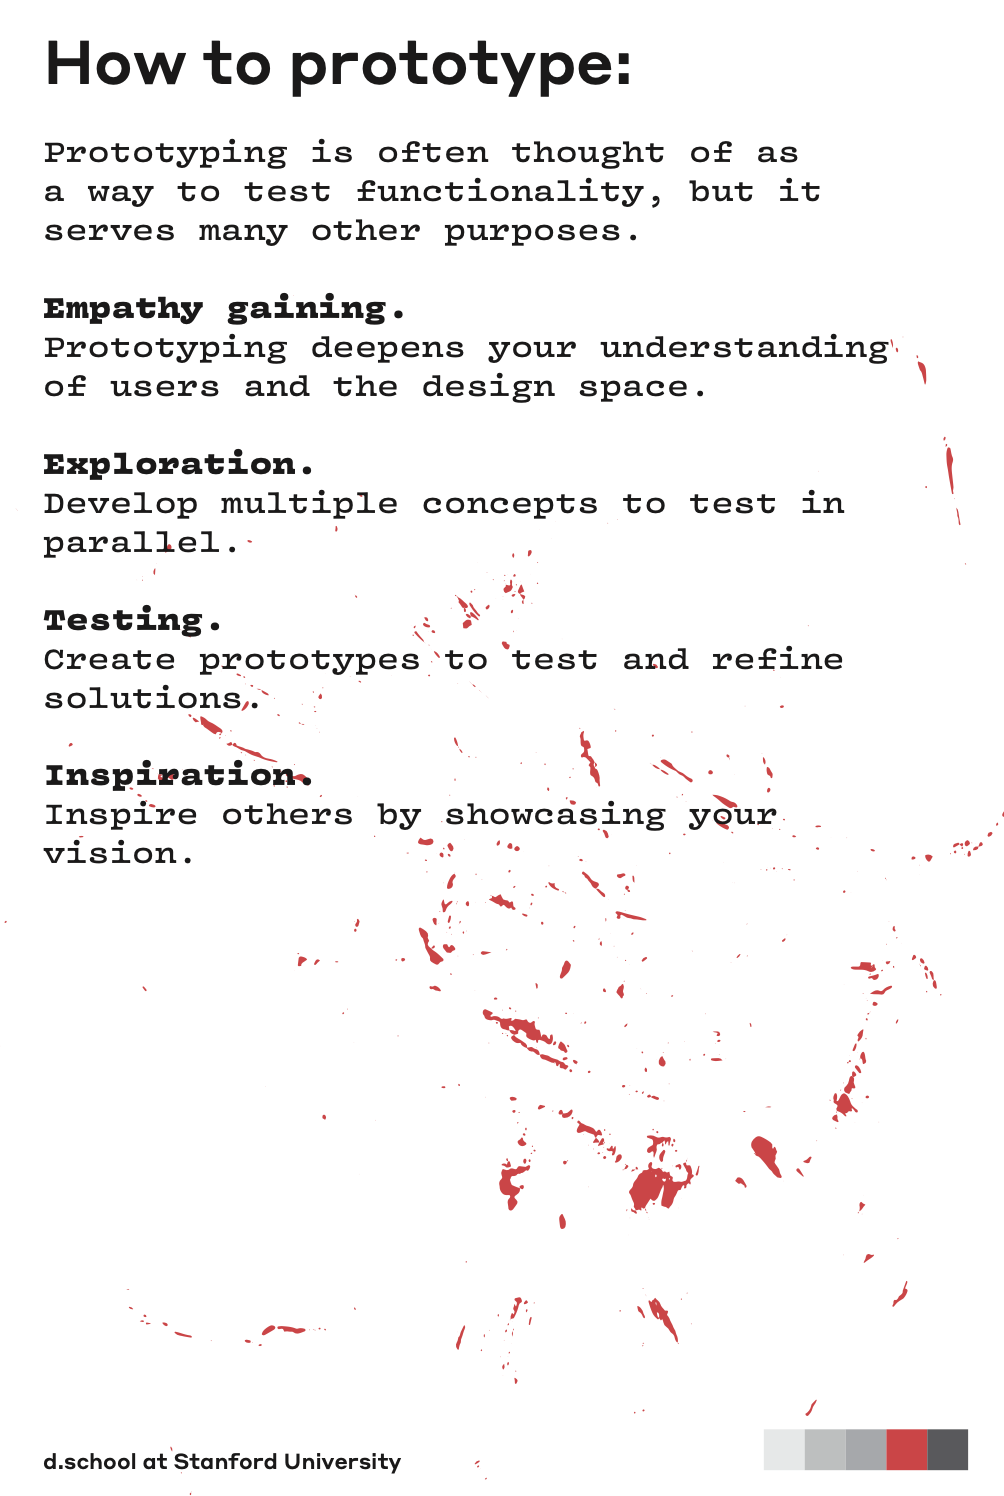 How to prototype:
Prototyping is often thought of as
a way to test functionality, but it
serves many other purposes.
Empathy gaining.
Prototyping deepens your understanding
of users and the design space.
Exploration.
Develop multiple concepts to test in
parallel.
Testing.
Create prototypes to test and refine
solutions.
Inspiration.
Inspire others by showcasing your
vision.
d.school at Stanford University